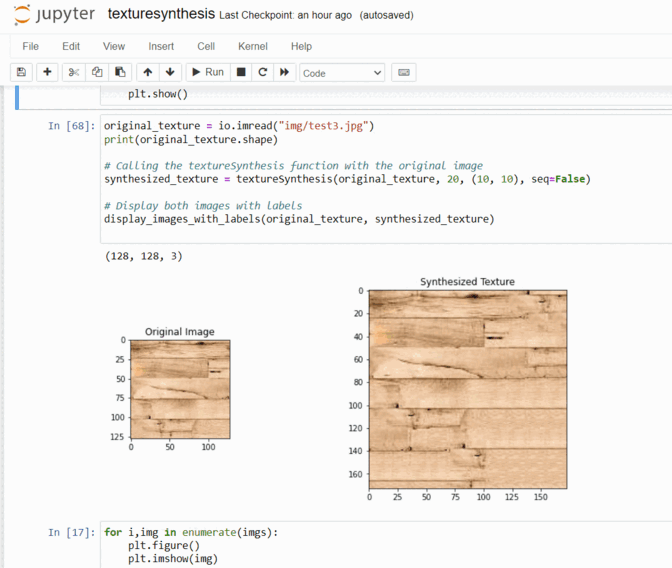 jupyter texturesynthesis Last Checkpoint: an hour ago (autosaved)
File Edit View Insert Cell Kernel Help
Run Code
plt.show()
In [68]: original_texture = io.imread("img/test3.jpg")
print(original_texture.shape)
# Calling the textureSynthesis function with the original image
synthesized_texture = textureSynthesis(original_texture, 20, (10, 10), seq=False)
# Display both images with labels
display_images_with_labels(original_texture, synthesized_texture)
(128, 128, 3)
Original Image
0
25
50
75
100
125
0 50 100
Synthesized Texture
0
20
40
60
80
100
120
140
160
0 25 50 75 100 125 150
In [17]: for i,img in enumerate(imgs):
plt.figure()
plt.imshow(img)